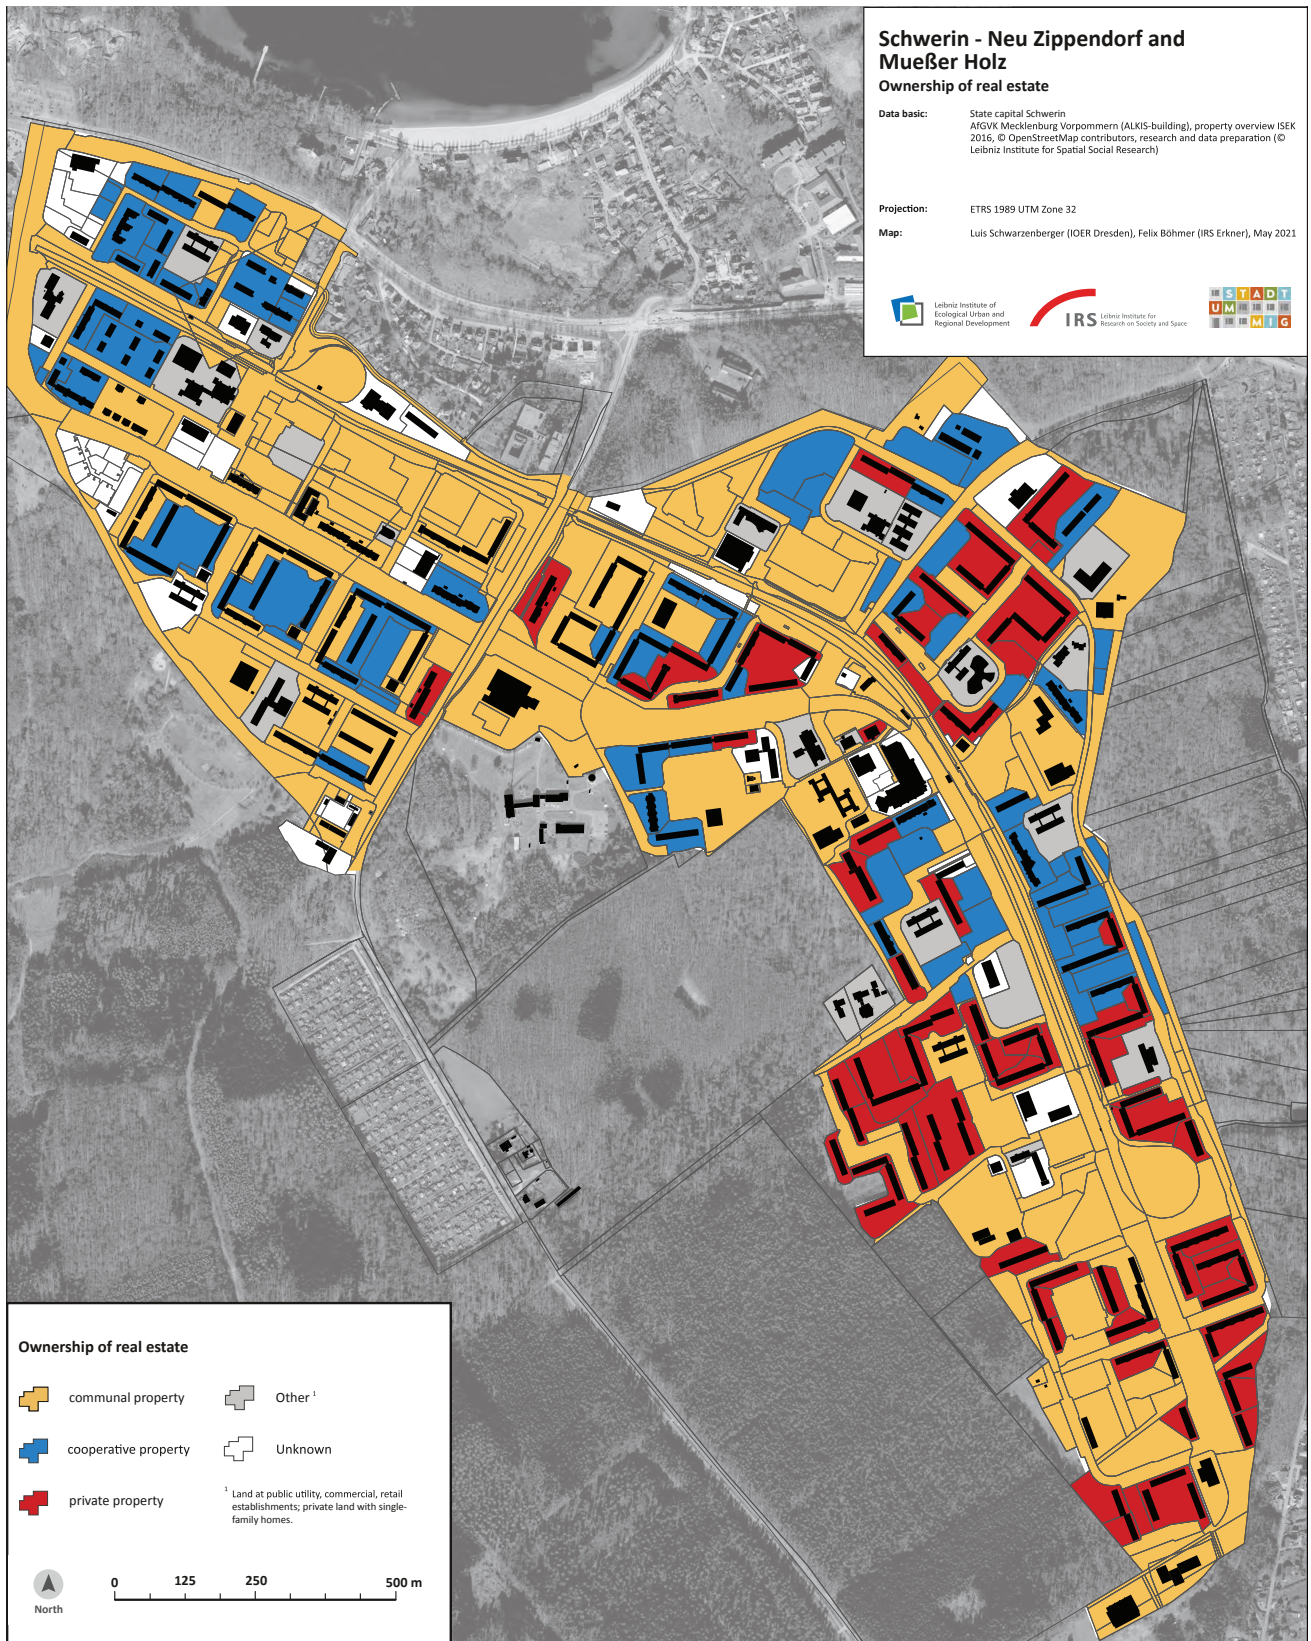 Schwerin - Neu Zippendorf and
Mueßer Holz
Ownership of real estate
Data basic: State capital Schwerin
AfGVK Mecklenburg Vorpommern (ALKIS-building), property overview ISEK
2016, © OpenStreetMap contributors, research and data preparation (©
Leibniz Institute for Spatial Social Research)
Projection: ETRS 1989 UTM Zone 32
Map: Luis Schwarzenberger (IOER Dresden), Felix Böhmer (IRS Erkner), May 2021
Leibniz Institute of
Ecological Urban and
Regional Development
IRS
Leibniz Institute for
Research on Society and Space
STADT
UM
MIG
Ownership of real estate
communal property
cooperative property
private property
Other ¹
Unknown
¹ Land at public utility, commercial, retail
establishments; private land with single-
family homes.
North
0 125 250 500 m